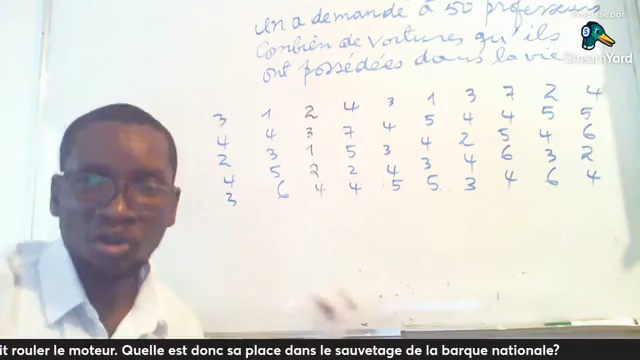 on a demandé à 50 professeurs
Combien de voitures qu'ils
ont possédées dans la vie
3 1 2 4 3 1 3 7 2 4
4 4 3 7 4 5 4 4 5 5
2 3 1 5 3 4 2 5 4 6
4 5 2 2 4 3 4 6 3 2
3 6 4 4 5 5 3 4 6 4
StreamYard
it rouler le moteur. Quelle est donc sa place dans le sauvetage de la barque nationale?